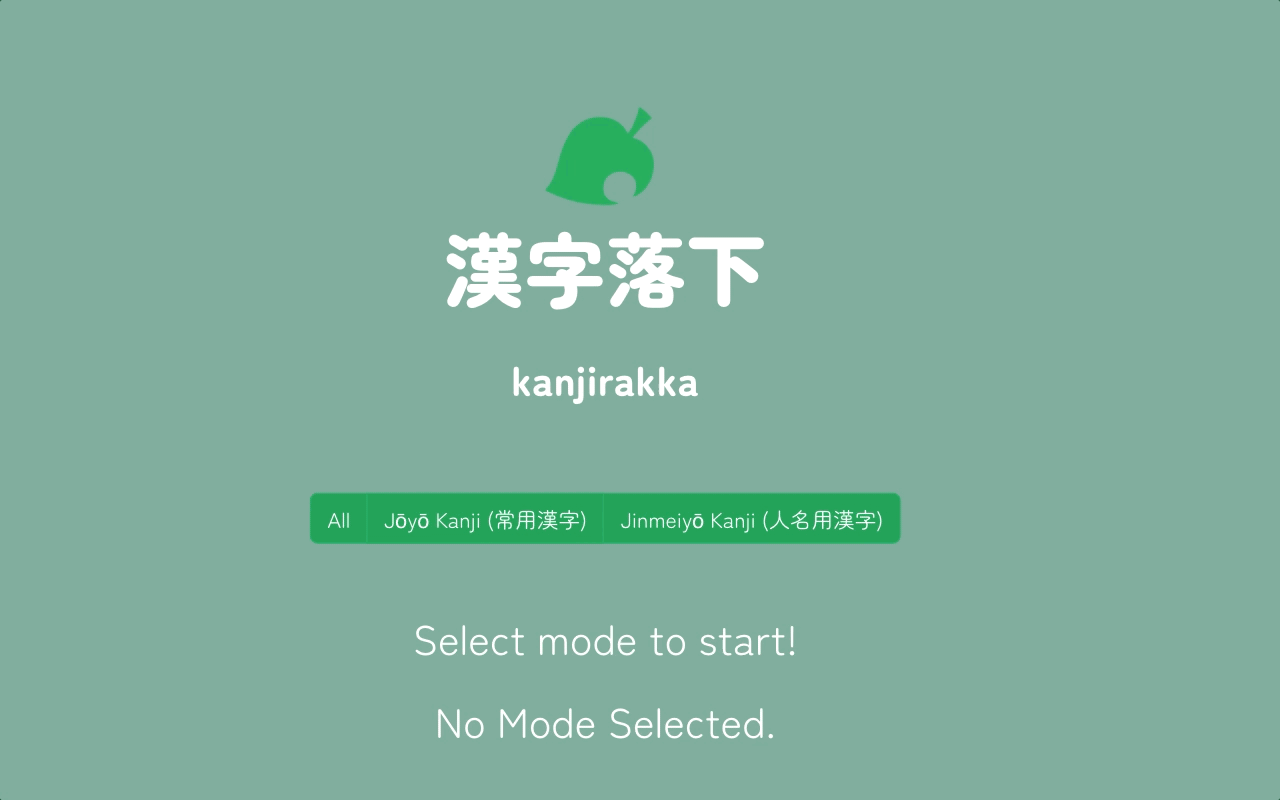 漢字落下
kanjirakka
All Jōyō Kanji (常用漢字) Jinmeiyō Kanji (人名用漢字)
Select mode to start!
No Mode Selected.